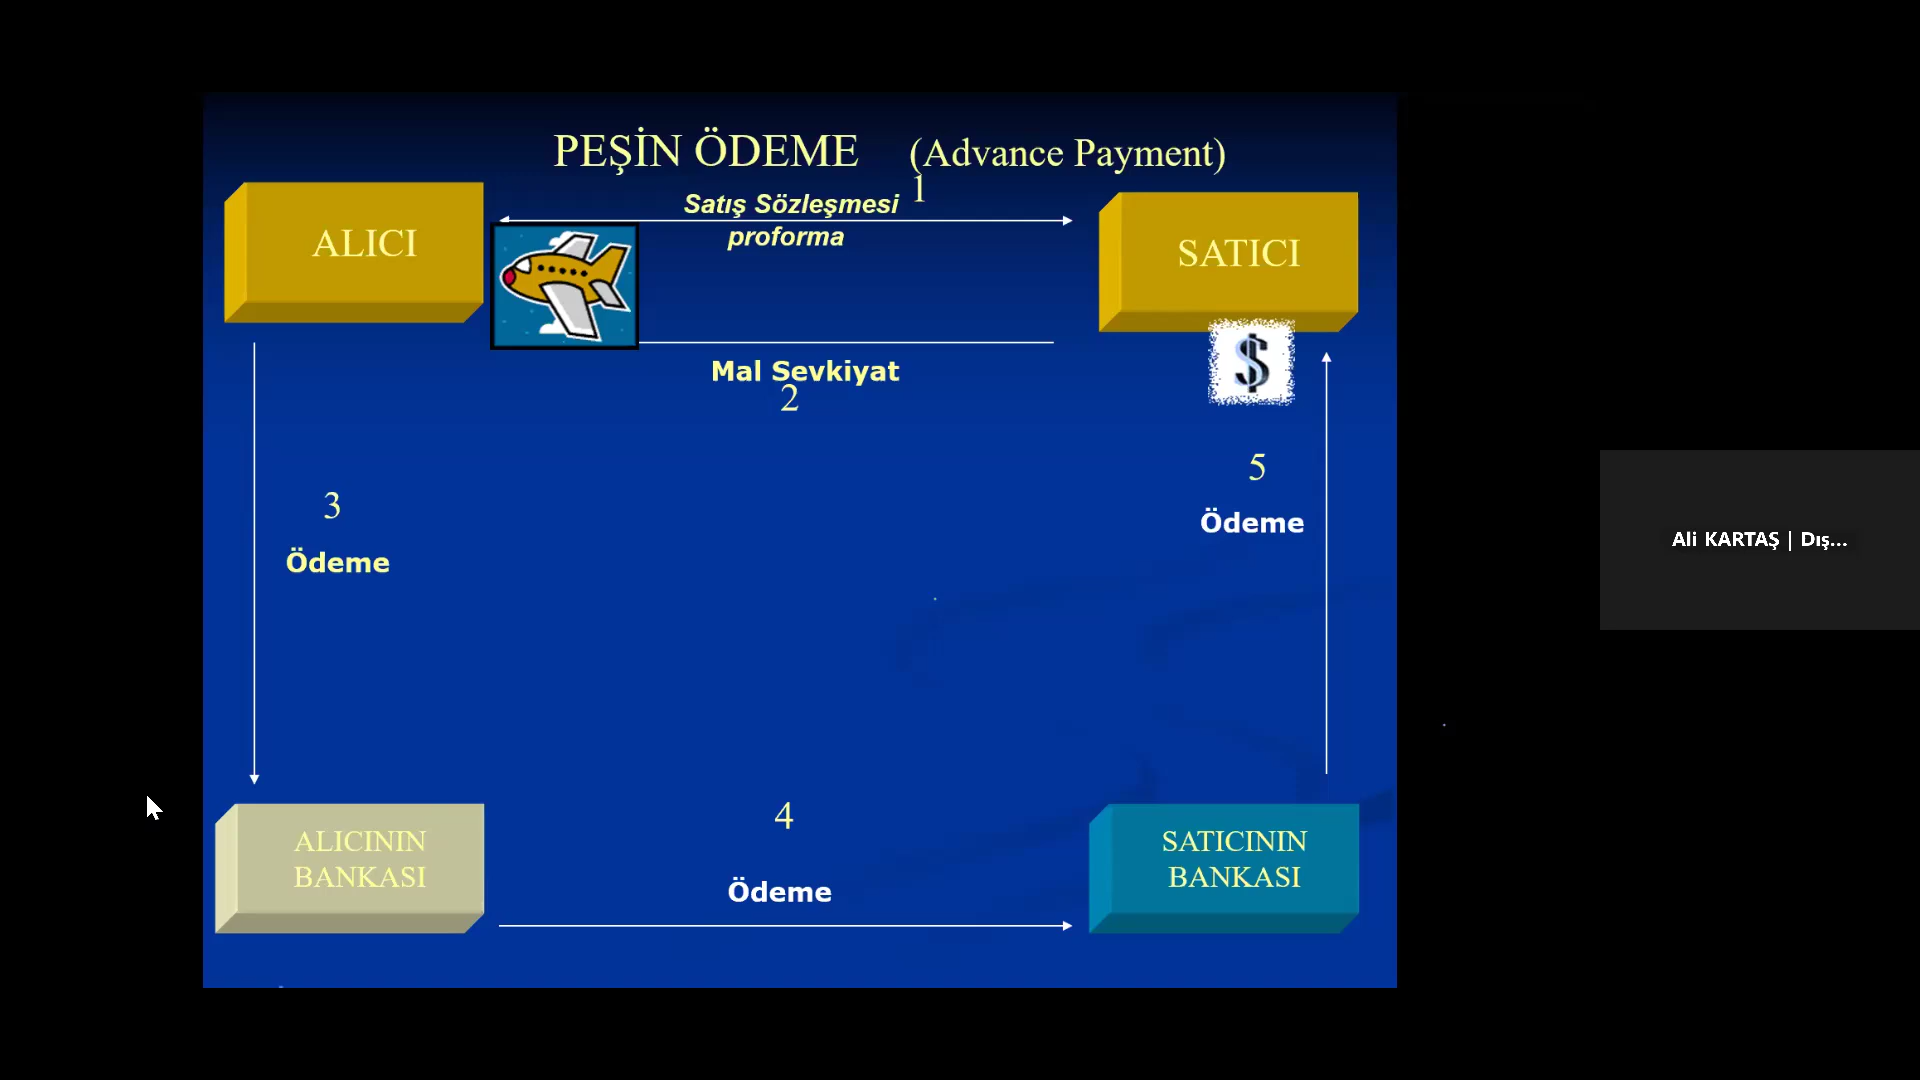 PEŞİN ÖDEME (Advance Payment)
Satış Sözleşmesi 1
proforma
ALICI
SATICI
$
Mal Sevkiyat
2
3
Ödeme
5
Ödeme
Ali KARTAŞ | Dış...
4
Ödeme
ALICININ
BANKASI
SATICININ
BANKASI